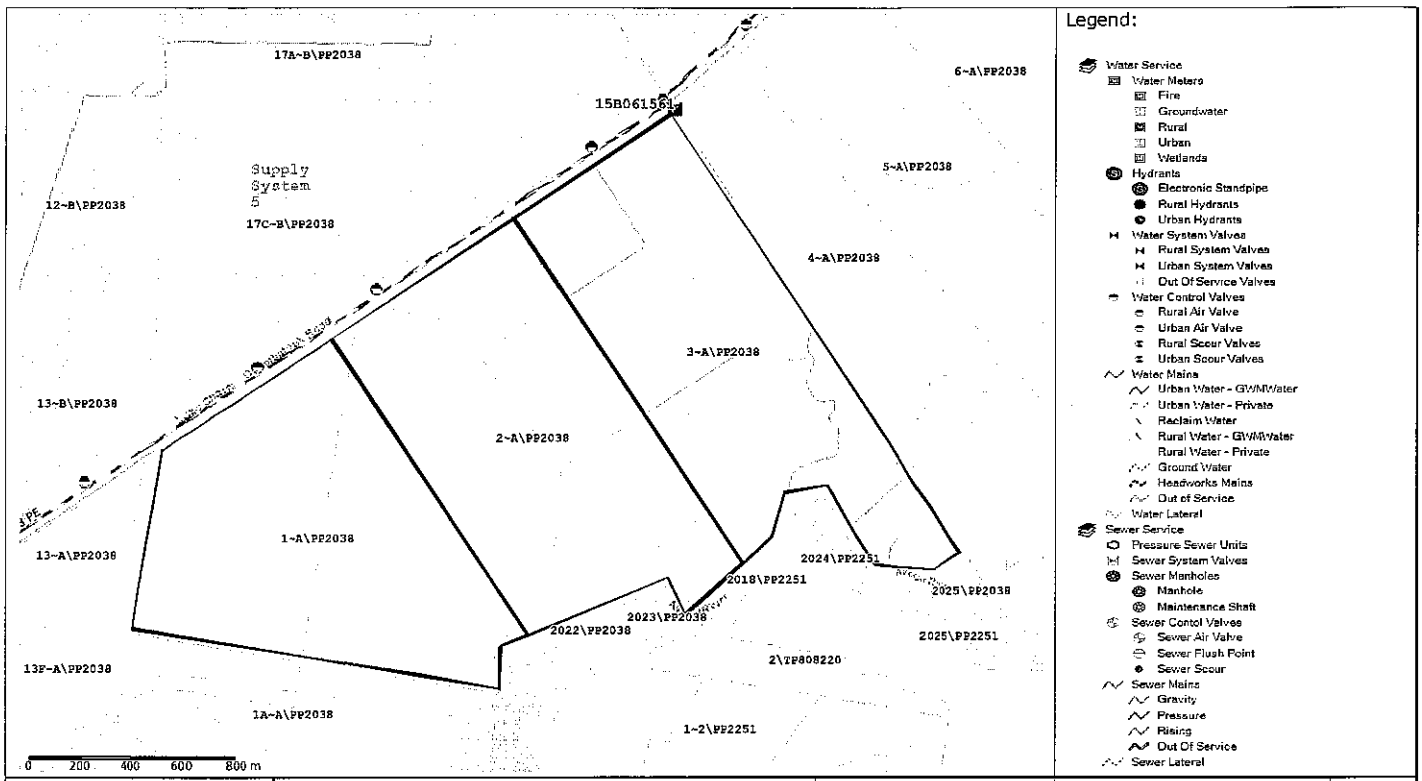 17A~B\PP2038
6~A\PP2038
15B061561
5~A\PP2038
Supply
System
5
12~B\PP2038
17C~B\PP2038
4~A\PP2038
3~A\PP2038
13~B\PP2038
2~A\PP2038
PE
13~A\PP2038
1~A\PP2038
2024\PP2251
2018\PP2251
2025\PP2038
2023\PP2038
2022\PP2038
2025\PP2251
13F~A\PP2038
2\TP808220
1A~A\PP2038
1~2\PP2251
0 200 400 600 800 m
Legend:
Water Service
Water Meters
Fire
Groundwater
Rural
Urban
Wetlands
Hydrants
Electronic Standpipe
Rural Hydrants
Urban Hydrants
Water System Valves
Rural System Valves
Urban System Valves
Out Of Service Valves
Water Control Valves
Rural Air Valve
Urban Air Valve
Rural Scour Valves
Urban Scour Valves
Water Mains
Urban Water - GWMWater
Urban Water - Private
Reclaim Water
Rural Water - GWMWater
Rural Water - Private
Ground Water
Headworks Mains
Out of Service
Water Lateral
Sewer Service
Pressure Sewer Units
Sewer System Valves
Sewer Manholes
Manhole
Maintenance Shaft
Sewer Contol Valves
Sewer Air Valve
Sewer Flush Point
Sewer Scour
Sewer Mains
Gravity
Pressure
Rising
Out Of Service
Sewer Lateral